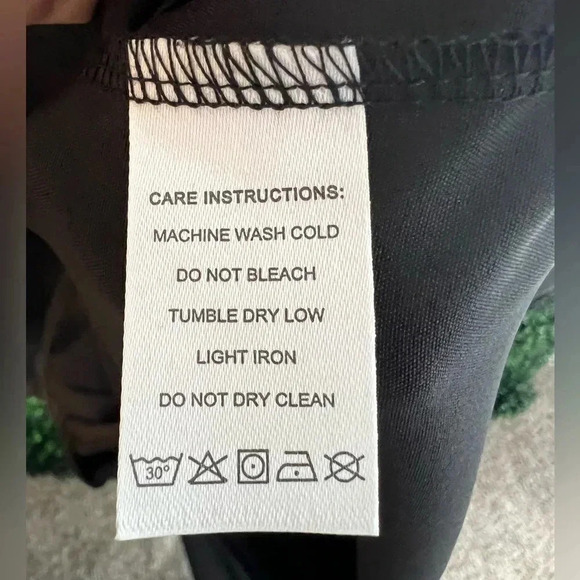 CARE INSTRUCTIONS:
MACHINE WASH COLD
DO NOT BLEACH
TUMBLE DRY LOW
LIGHT IRON
DO NOT DRY CLEAN
30°